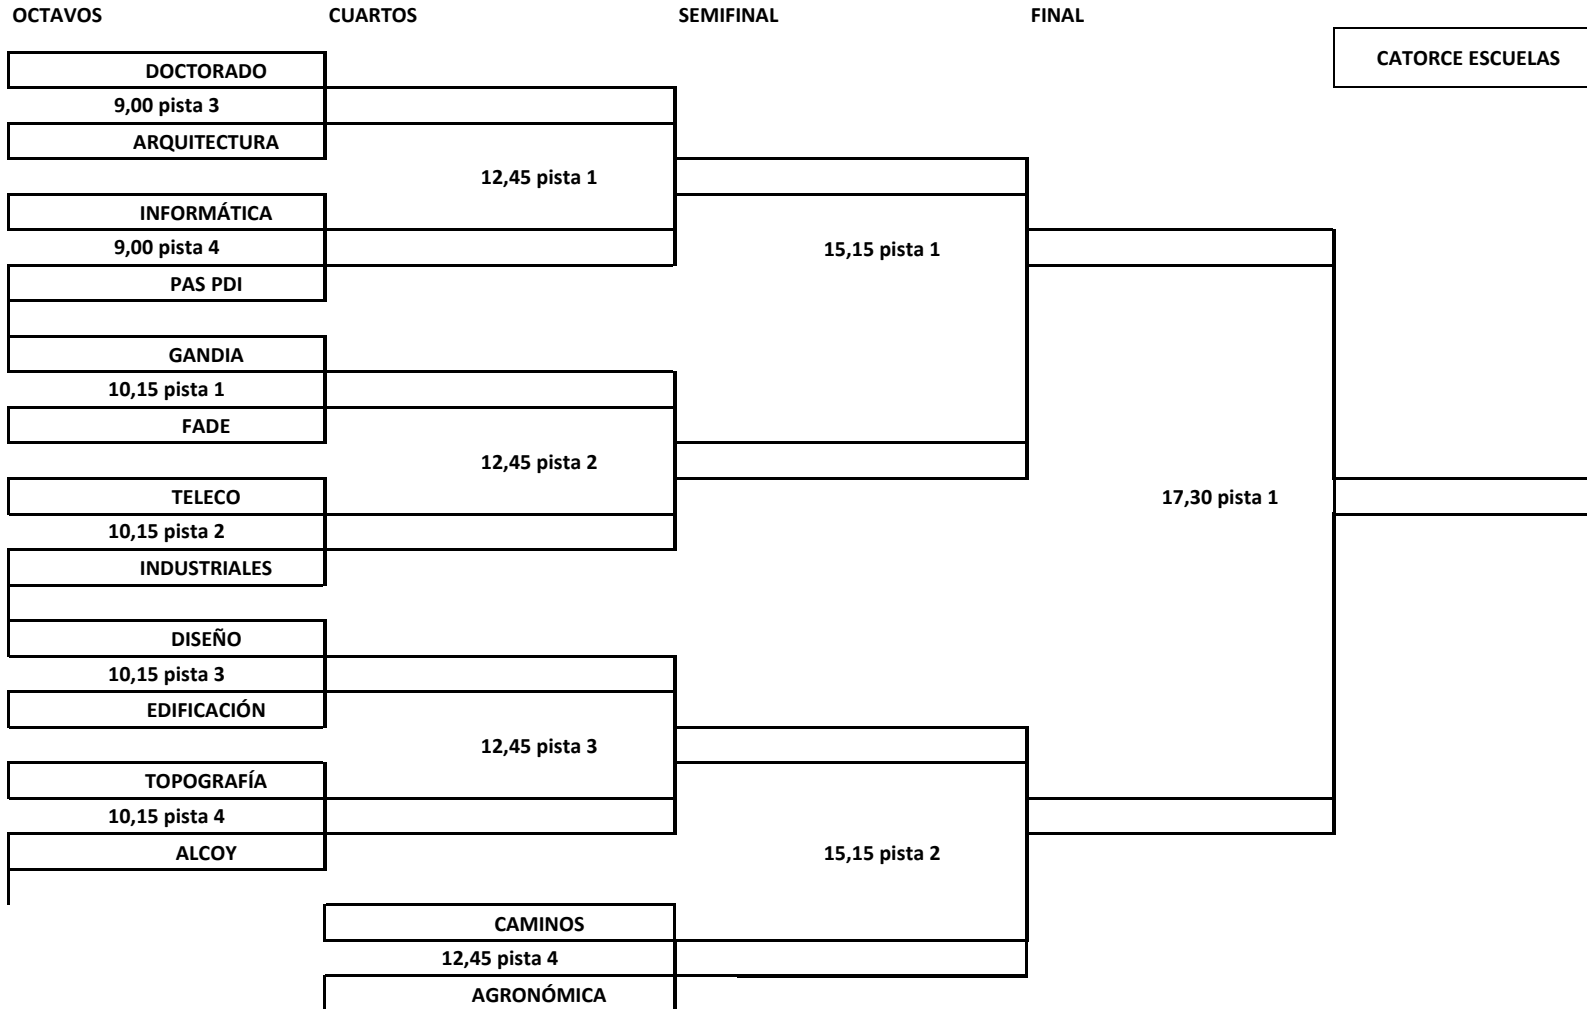 OCTAVOS CUARTOS SEMIFINAL FINAL
CATORCE ESCUELAS
DOCTORADO
9,00 pista 3
ARQUITECTURA
12,45 pista 1
INFORMÁTICA
9,00 pista 4
15,15 pista 1
PAS PDI
GANDIA
10,15 pista 1
FADE
12,45 pista 2
TELECO
17,30 pista 1
10,15 pista 2
INDUSTRIALES
DISEÑO
10,15 pista 3
EDIFICACIÓN
12,45 pista 3
TOPOGRAFÍA
10,15 pista 4
ALCOY
15,15 pista 2
CAMINOS
12,45 pista 4
AGRONÓMICA